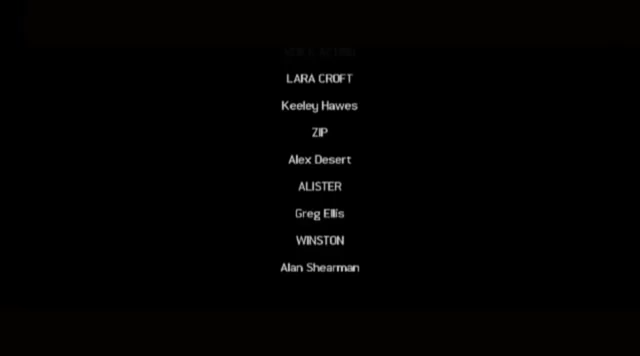 LARA CROFT
Keeley Hawes
ZIP
Alex Desert
ALISTER
Greg Ellis
WINSTON
Alan Shearman